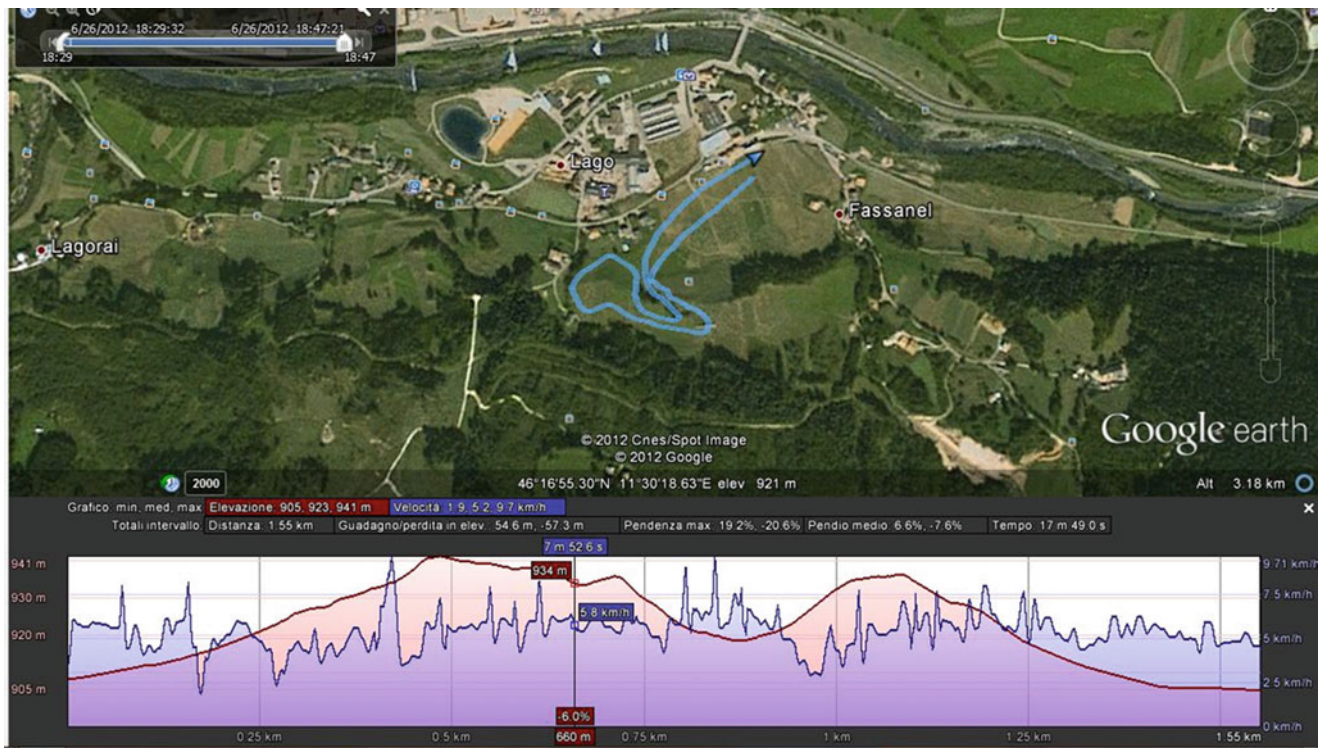 6/26/2012 18:29:32 6/26/2012 18:47:21
18:29 18:47
Lago
Fassanel
Lagorai
© 2012 Cnes/Spot Image
© 2012 Google
Google earth
2000 46°16'55.30"N 11°30'18.63"E elev 921 m Alt 3.18 km
Grafico: min, med, max Elevazione: 905, 923, 941 m Velocità: 1.9, 5.2, 9.7 km/h
Totali intervallo: Distanza: 1.55 km Guadagno/perdita in elev.: 54.6 m, -57.3 m Pendenza max: 19.2%, -20.6% Pendio medio: 6.6%, -7.6% Tempo: 17 m 49.0 s
7 m 52.6 s
941 m 934 m 9.71 km/h
930 m 7.5 km/h
5.8 km/h
920 m 5 km/h
905 m 2.5 km/h
-6.0% 0 km/h
0.25 km 0.5 km 660 m 0.75 km 1 km 1.25 km 1.55 km